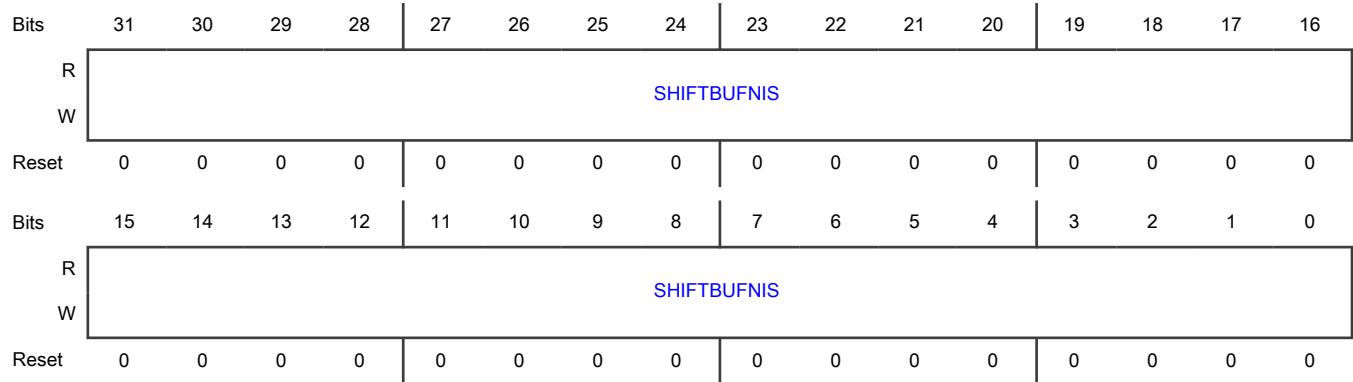 Bits 31 30 29 28 27 26 25 24 23 22 21 20 19 18 17 16
R
SHIFTBUFNIS
W
Reset 0 0 0 0 0 0 0 0 0 0 0 0 0 0 0 0
Bits 15 14 13 12 11 10 9 8 7 6 5 4 3 2 1 0
R
SHIFTBUFNIS
W
Reset 0 0 0 0 0 0 0 0 0 0 0 0 0 0 0 0